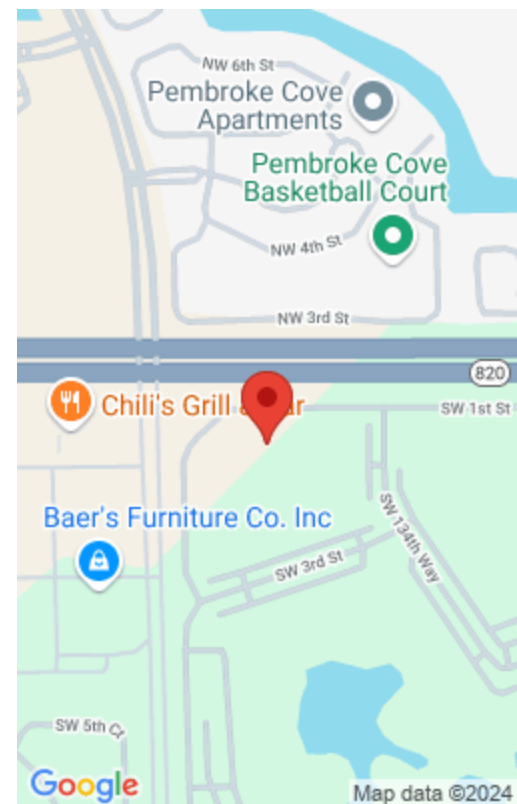 NW 6th St
Pembroke Cove
Apartments
Pembroke Cove
Basketball Court
NW 4th St
NW 3rd St
820
Chili's Grill ar
SW 1st St
Baer's Furniture Co. Inc
SW 134th Way
SW 3rd St
SW 5th Ct
Google
Map data ©2024